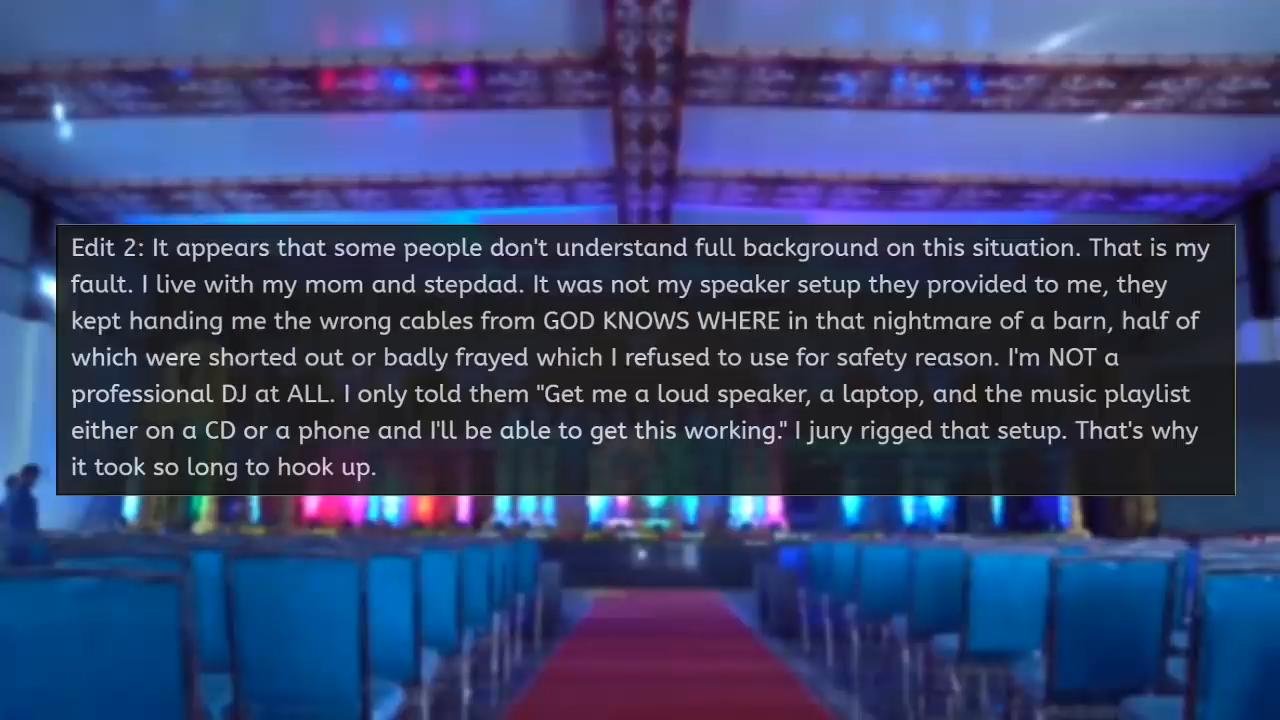 Edit 2: It appears that some people don't understand full background on this situation. That is my
fault. I live with my mom and stepdad. It was not my speaker setup they provided to me, they
kept handing me the wrong cables from GOD KNOWS WHERE in that nightmare of a barn, half of
which were shorted out or badly frayed which I refused to use for safety reason. I'm NOT a
professional DJ at ALL. I only told them "Get me a loud speaker, a laptop, and the music playlist
either on a CD or a phone and I'll be able to get this working." I jury rigged that setup. That's why
it took so long to hook up.